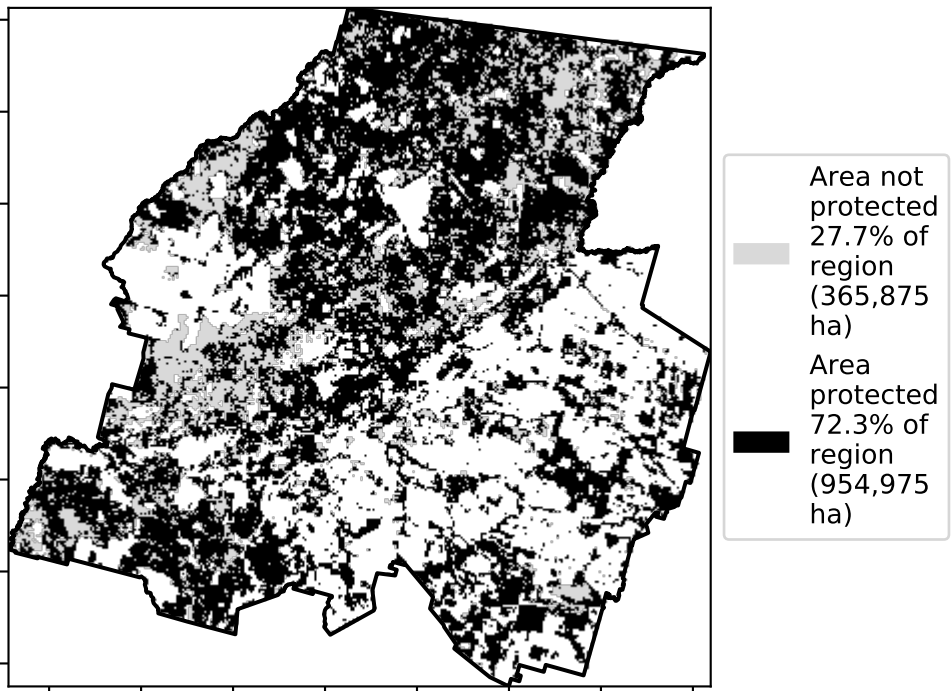 Area not
protected
27.7% of
region
(365,875
ha)
Area
protected
72.3% of
region
(954,975
ha)